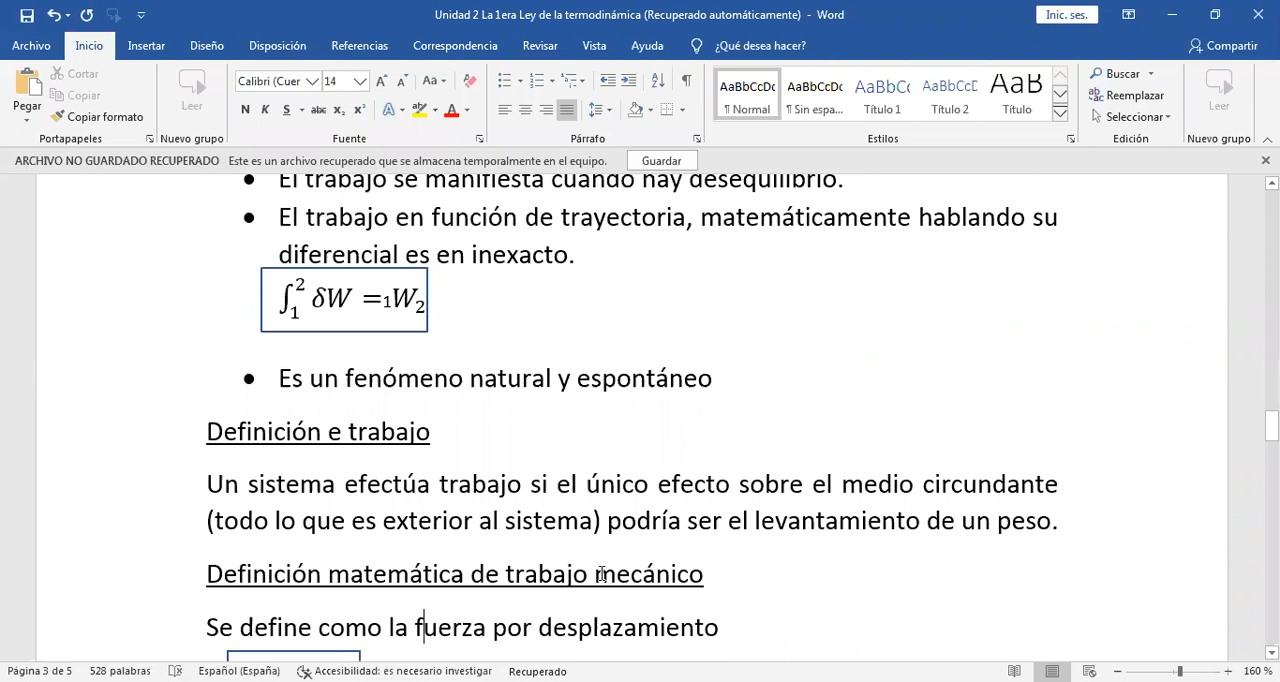 Unidad 2 La 1era Ley de la termodinámica (Recuperado automáticamente) - Word
Inic. ses.
Archivo Inicio Insertar Diseño Disposición Referencias Correspondencia Revisar Vista Ayuda ¿Qué desea hacer? Compartir
Pegar
Cortar
Copiar
Copiar formato
Portapapeles
Leer
Nuevo grupo
Calibri (Cuer 14 A A Aa
N K S abc x₂ x² A A
Fuente
Párrafo
AaBbCcDc AaBbCcDc AaBbCc AaBbCcD AaB
¶ Normal ¶ Sin espa... Título 1 Título 2 Título
Estilos
Buscar
Reemplazar
Seleccionar
Edición
Leer
Nuevo grupo
ARCHIVO NO GUARDADO RECUPERADO Este es un archivo recuperado que se almacena temporalmente en el equipo. Guardar
El trabajo se manifiesta cuando hay desequilibrio.
• El trabajo en función de trayectoria, matemáticamente hablando su
diferencial es en inexacto.
∫₁² δW =₁W₂
• Es un fenómeno natural y espontáneo
Definición e trabajo
Un sistema efectúa trabajo si el único efecto sobre el medio circundante
(todo lo que es exterior al sistema) podría ser el levantamiento de un peso.
Definición matemática de trabajo mecánico
Se define como la fuerza por desplazamiento
Página 3 de 5 528 palabras Español (España) Accesibilidad: es necesario investigar Recuperado 160 %